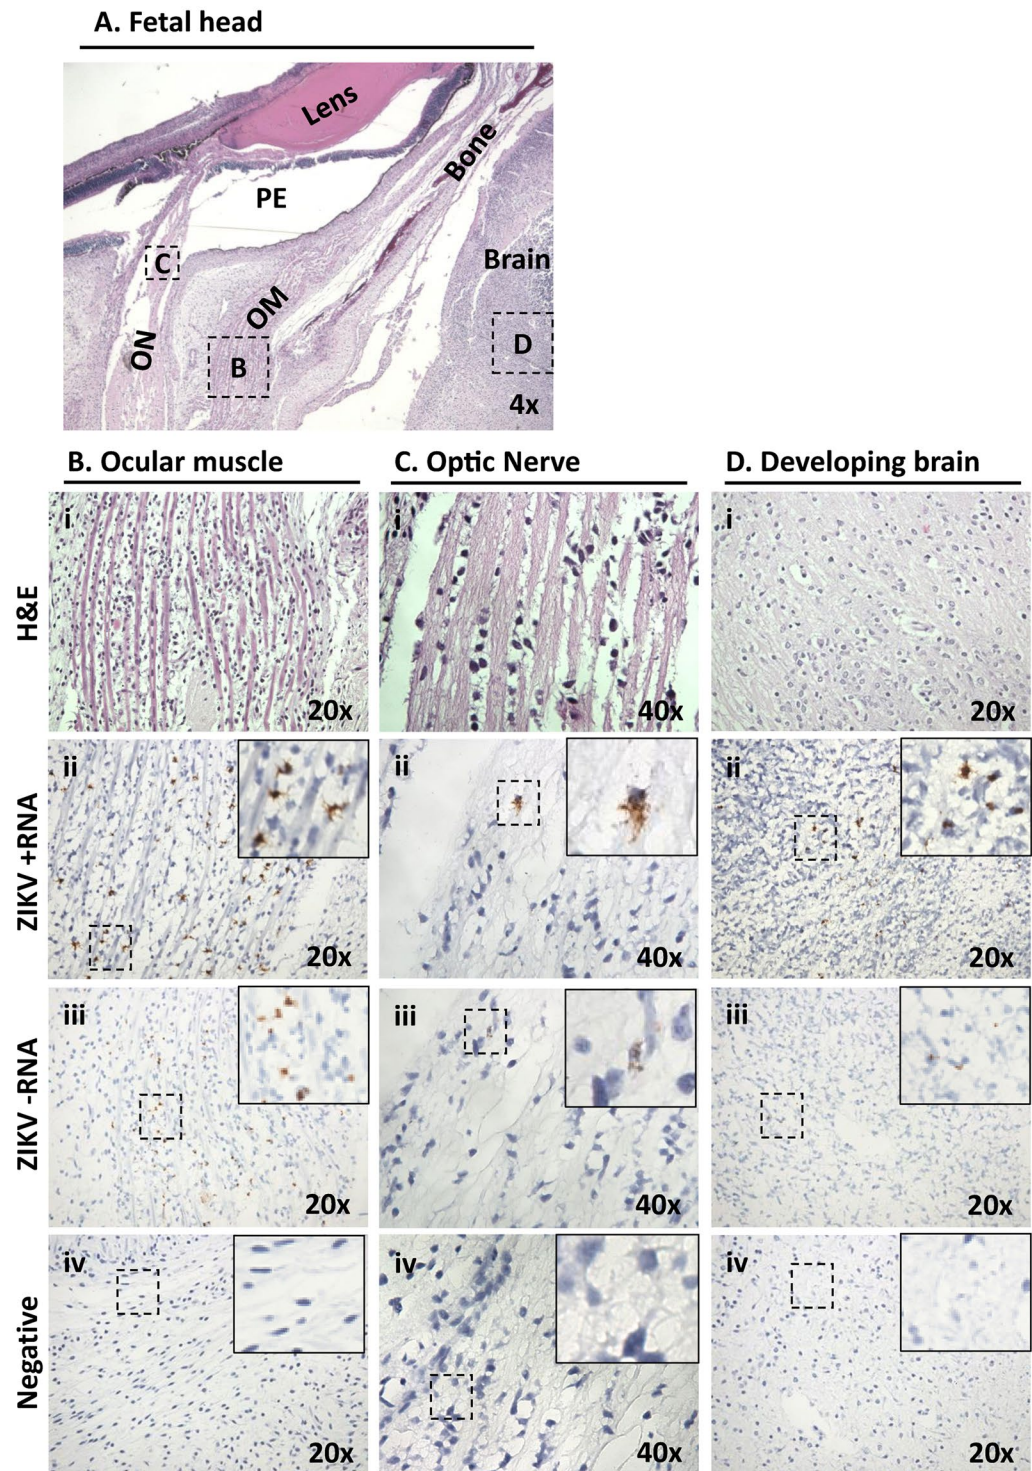 A. Fetal head
Lens
Bone
PE
Brain
C
OM
ON
B
D
4x
B. Ocular muscle
C. Optic Nerve
D. Developing brain
H&E
i
20x
i
40x
i
20x
ZIKV +RNA
ii
20x
ii
40x
ii
20x
ZIKV -RNA
iii
20x
iii
40x
iii
20x
Negative
iv
20x
iv
40x
iv
20x